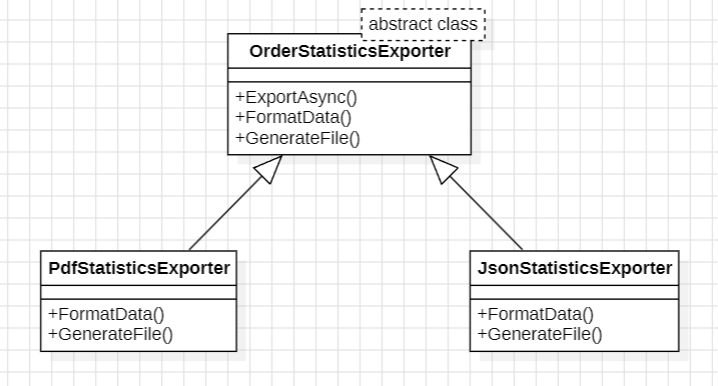 abstract class
OrderStatisticsExporter
+ExportAsync()
+FormatData()
+GenerateFile()
PdfStatisticsExporter
+FormatData()
+GenerateFile()
JsonStatisticsExporter
+FormatData()
+GenerateFile()